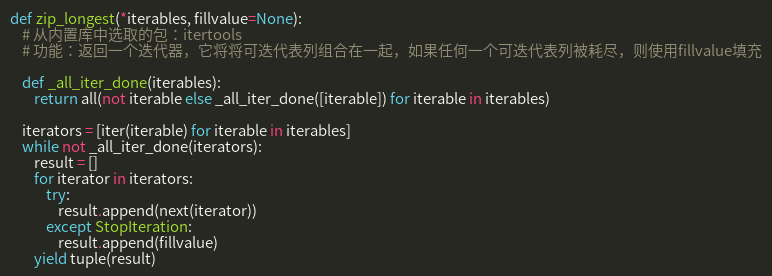 def zip_longest(*iterables, fillvalue=None):
    # 从内置库中选取的包：itertools
    # 功能：返回一个迭代器，它将将可迭代表列组合在一起，如果任何一个可迭代表列被耗尽，则使用fillvalue填充

    def _all_iter_done(iterables):
        return all(not iterable else _all_iter_done([iterable]) for iterable in iterables)

    iterators = [iter(iterable) for iterable in iterables]
    while not _all_iter_done(iterators):
        result = []
        for iterator in iterators:
            try:
                result.append(next(iterator))
            except StopIteration:
                result.append(fillvalue)
        yield tuple(result)